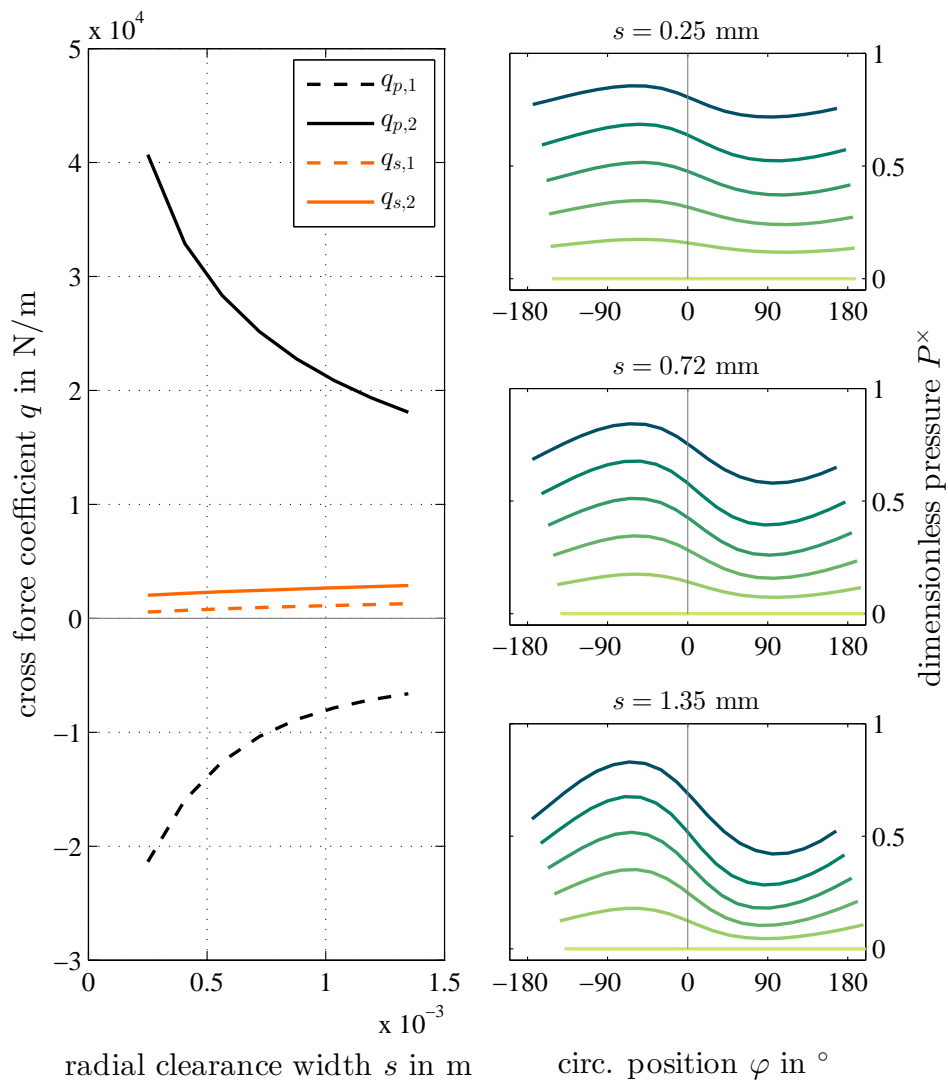 x 10⁴
5
4
3
2
1
0
−1
−2
−3
0
0.5
1
1.5
x 10⁻³
cross force coefficient q in N/m
radial clearance width s in m
q_{p,1}
q_{p,2}
q_{s,1}
q_{s,2}
s = 0.25 mm
1
0.5
0
−180
−90
0
90
180
s = 0.72 mm
1
0.5
0
−180
−90
0
90
180
s = 1.35 mm
1
0.5
0
−180
−90
0
90
180
dimensionless pressure P^×
circ. position φ in °